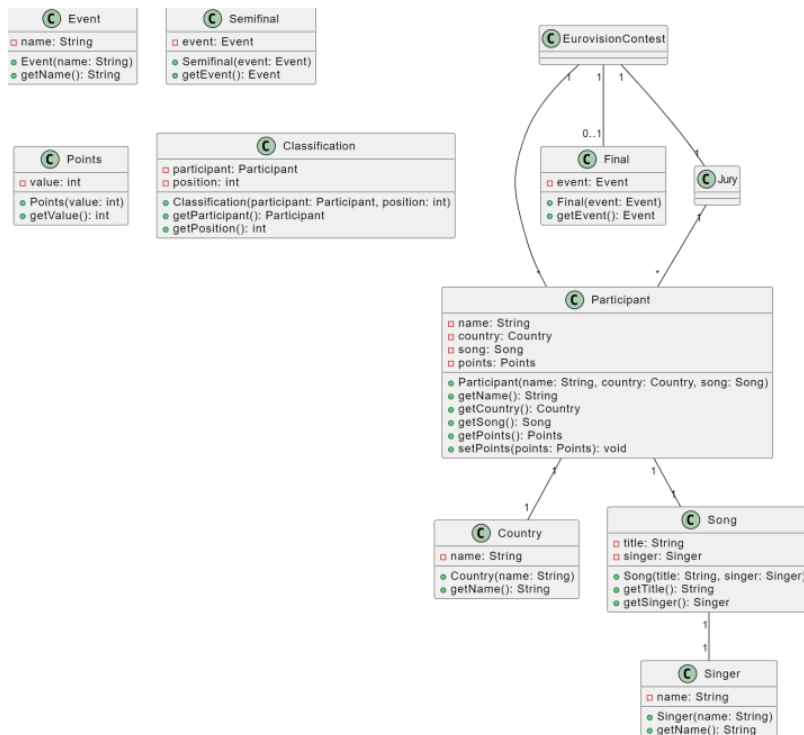 C Event
name: String
Event(name: String)
getName(): String
C Semifinal
event: Event
Semifinal(event: Event)
getEvent(): Event
C EurovisionContest
1
1
1
0..1
1
C Points
value: int
Points(value: int)
getValue(): int
C Classification
participant: Participant
position: int
Classification(participant: Participant, position: int)
getParticipant(): Participant
getPosition(): int
C Final
event: Event
Final(event: Event)
getEvent(): Event
C Jury
1
*
*
C Participant
name: String
country: Country
song: Song
points: Points
Participant(name: String, country: Country, song: Song)
getName(): String
getCountry(): Country
getSong(): Song
getPoints(): Points
setPoints(points: Points): void
1
1
1
1
C Country
name: String
Country(name: String)
getName(): String
C Song
title: String
singer: Singer
Song(title: String, singer: Singer)
getTitle(): String
getSinger(): Singer
1
1
C Singer
name: String
Singer(name: String)
getName(): String